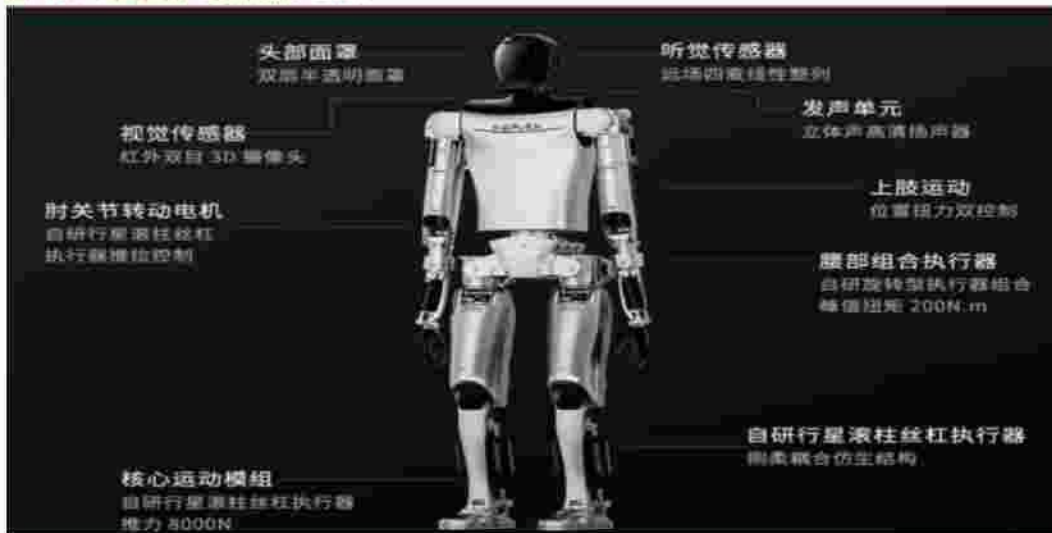 头部面罩
双层半透明面罩
听觉传感器
远场四麦线性整列
发声单元
立体声高清扬声器
视觉传感器
红外双目 3D 摄像头
上肢运动
位置扭力双控制
肘关节转动电机
自研行星滚柱丝杠
执行器推拉控制
腰部组合执行器
自研旋转型执行器组合
峰值扭矩 200N.m
自研行星滚柱丝杠执行器
刚柔耦合仿生结构
核心运动模组
自研行星滚柱丝杠执行器
推力 8000N